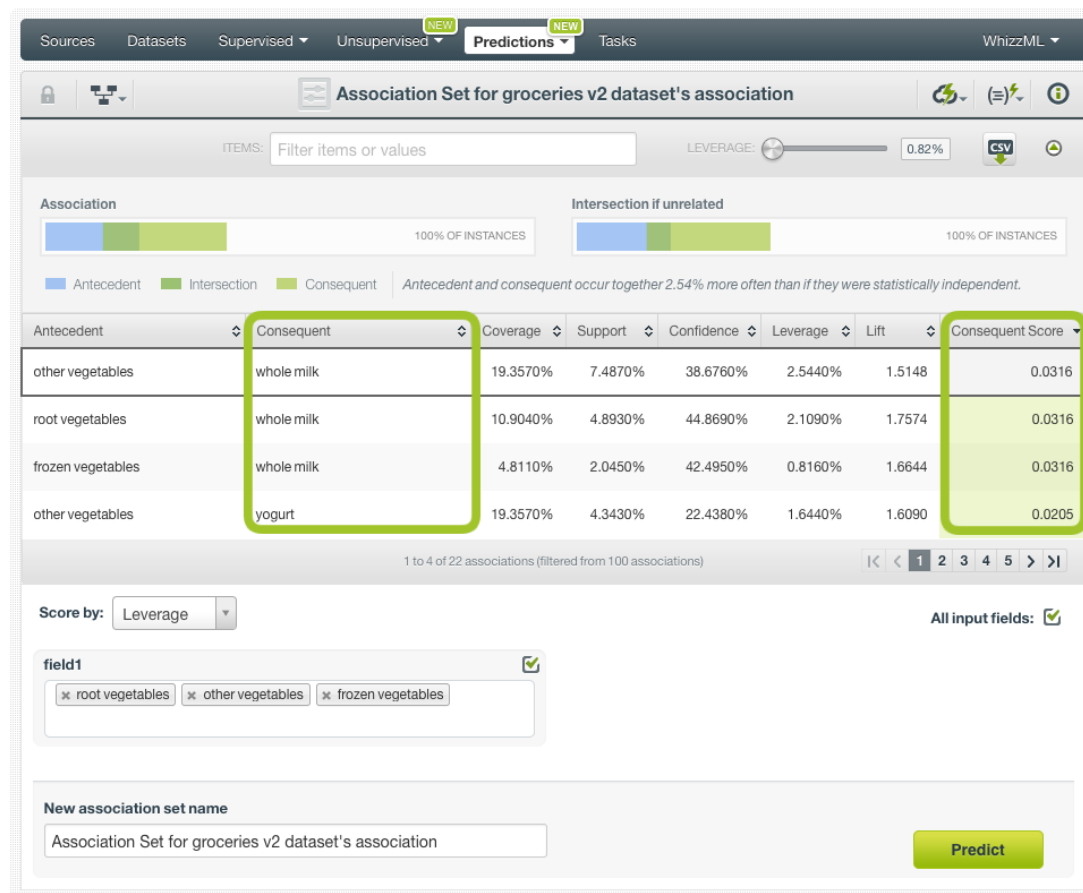 NEW NEW
Sources Datasets Supervised Unsupervised Predictions Tasks WhizzML
Association Set for groceries v2 dataset's association
ITEMS: Filter items or values LEVERAGE: 0.82% CSV
Association Intersection if unrelated
100% OF INSTANCES 100% OF INSTANCES
Antecedent Intersection Consequent Antecedent and consequent occur together 2.54% more often than if they were statistically independent.
Antecedent Consequent Coverage Support Confidence Leverage Lift Consequent Score
other vegetables whole milk 19.3570% 7.4870% 38.6760% 2.5440% 1.5148 0.0316
root vegetables whole milk 10.9040% 4.8930% 44.8690% 2.1090% 1.7574 0.0316
frozen vegetables whole milk 4.8110% 2.0450% 42.4950% 0.8160% 1.6644 0.0316
other vegetables yogurt 19.3570% 4.3430% 22.4380% 1.6440% 1.6090 0.0205
1 to 4 of 22 associations (filtered from 100 associations) 1 2 3 4 5
Score by: Leverage All input fields:
field1
× root vegetables × other vegetables × frozen vegetables
New association set name
Association Set for groceries v2 dataset's association
Predict